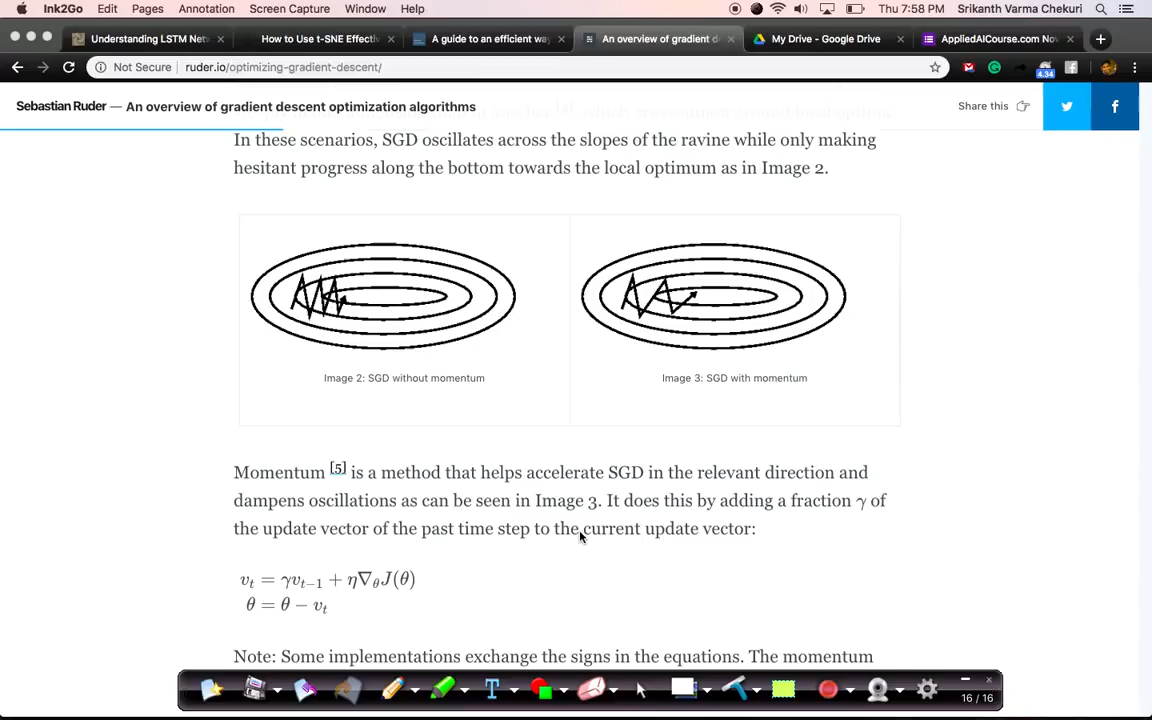 Ink2Go Edit Pages Annotation Screen Capture Window Help Thu 7:58 PM Srikanth Varma Chekuri
Understanding LSTM Net How to Use t-SNE Effecti A guide to an efficient wa An overview of gradient d My Drive - Google Drive AppliedAICourse.com Nov
Not Secure ruder.io/optimizing-gradient-descent/ 4.34
Sebastian Ruder — An overview of gradient descent optimization algorithms Share this
In these scenarios, SGD oscillates across the slopes of the ravine while only making
hesitant progress along the bottom towards the local optimum as in Image 2.
Image 2: SGD without momentum Image 3: SGD with momentum
Momentum [5] is a method that helps accelerate SGD in the relevant direction and
dampens oscillations as can be seen in Image 3. It does this by adding a fraction γ of
the update vector of the past time step to the current update vector:
v_t = γv_{t−1} + η∇_θJ(θ)
θ = θ − v_t
Note: Some implementations exchange the signs in the equations. The momentum
16 / 16